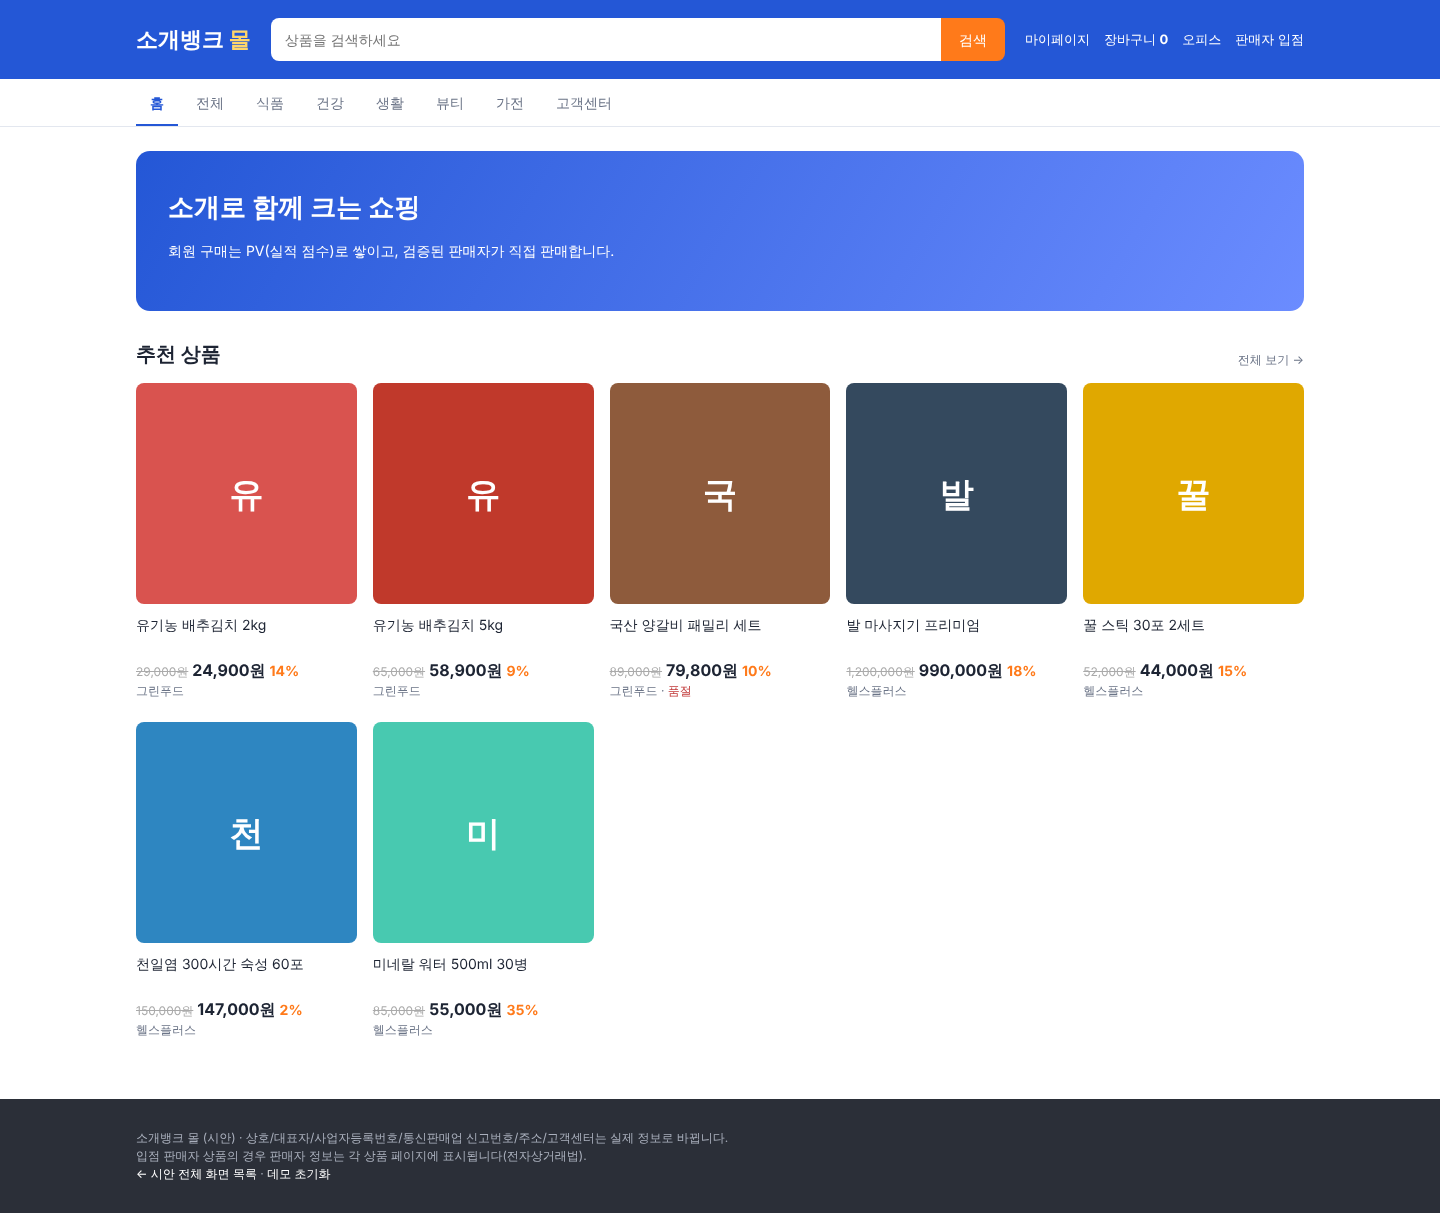 소개뱅크 몰
상품을 검색하세요
검색
마이페이지 장바구니 0 오피스 판매자 입점
홈 전체 식품 건강 생활 뷰티 가전 고객센터
소개로 함께 크는 쇼핑
회원 구매는 PV(실적 점수)로 쌓이고, 검증된 판매자가 직접 판매합니다.
추천 상품
전체 보기 →
유
유기농 배추김치 2kg
29,000원 24,900원 14%
그린푸드
유
유기농 배추김치 5kg
65,000원 58,900원 9%
그린푸드
국
국산 양갈비 패밀리 세트
89,000원 79,800원 10%
그린푸드 · 품절
발
발 마사지기 프리미엄
1,200,000원 990,000원 18%
헬스플러스
꿀
꿀 스틱 30포 2세트
52,000원 44,000원 15%
헬스플러스
천
천일염 300시간 숙성 60포
150,000원 147,000원 2%
헬스플러스
미
미네랄 워터 500ml 30병
85,000원 55,000원 35%
헬스플러스
소개뱅크 몰 (시안) · 상호/대표자/사업자등록번호/통신판매업 신고번호/주소/고객센터는 실제 정보로 바뀝니다.
입점 판매자 상품의 경우 판매자 정보는 각 상품 페이지에 표시됩니다(전자상거래법).
← 시안 전체 화면 목록 · 데모 초기화